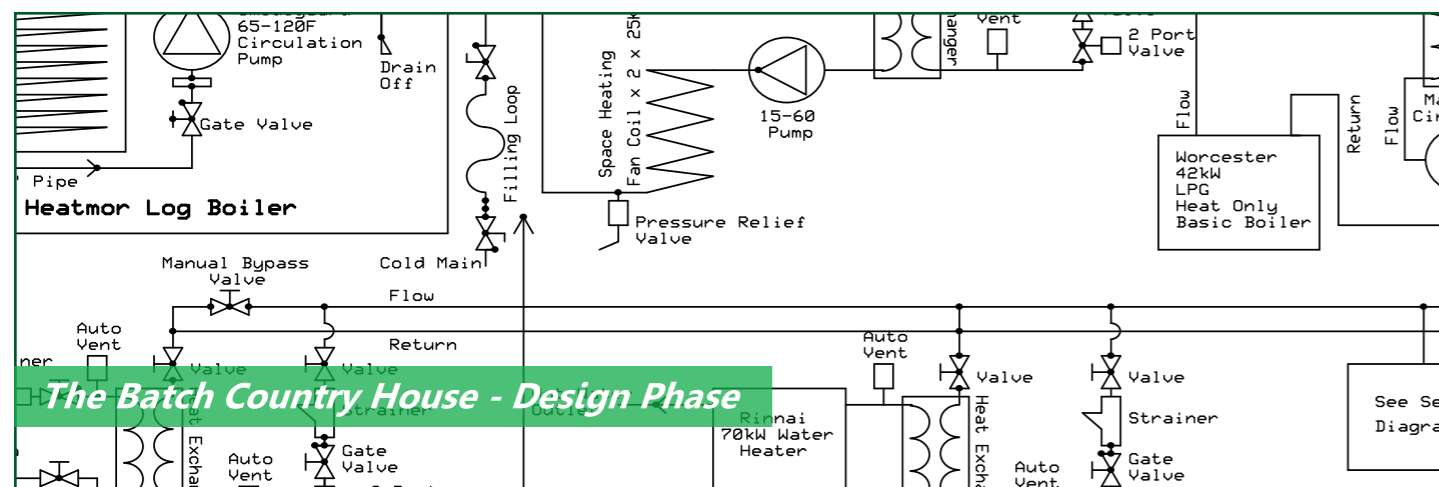 65-120F
Circulation
Pump
Drain
Off
Gate Valve
Pipe
Heatmor Log Boiler
Filling Loop
Cold Main
Space Heating
Fan Coil x 2 x 25k
15-60
Pump
Pressure Relief
Valve
Vent
2 Port
Valve
Flow
Return
Flow
Worcester
42kW
LPG
Heat Only
Basic Boiler
Manual Bypass
Valve
Flow
Return
Auto
Vent
Valve
Valve
The Batch Country House - Design Phase
Strainer
Outlet
Gate
Valve
Auto
Vent
Rinnai
70kW Water
Heater
Auto
Vent
Valve
Valve
Strainer
Gate
Valve
Auto
Vent
Heat Excha
See Se
Diagra